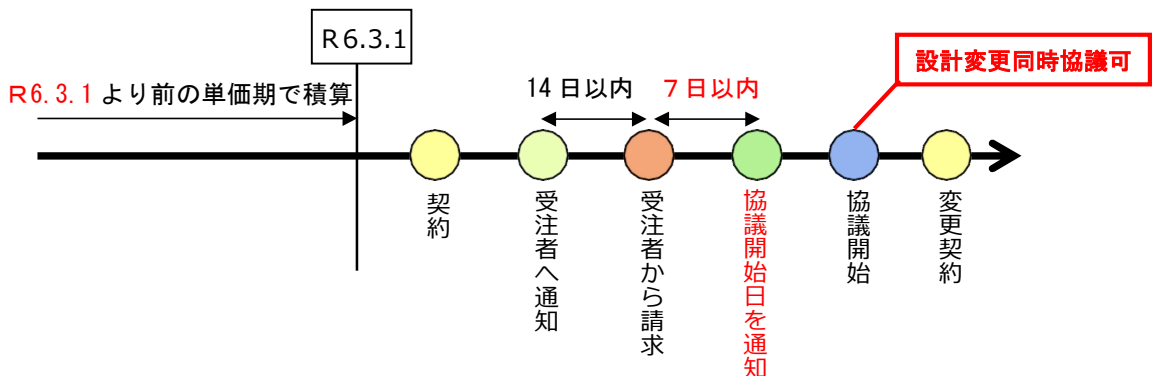 R6.3.1
設計変更同時協議可
R6.3.1より前の単価期で積算
14日以内
7日以内
契約
受注者へ通知
受注者から請求
協議開始日を通知
協議開始
変更契約